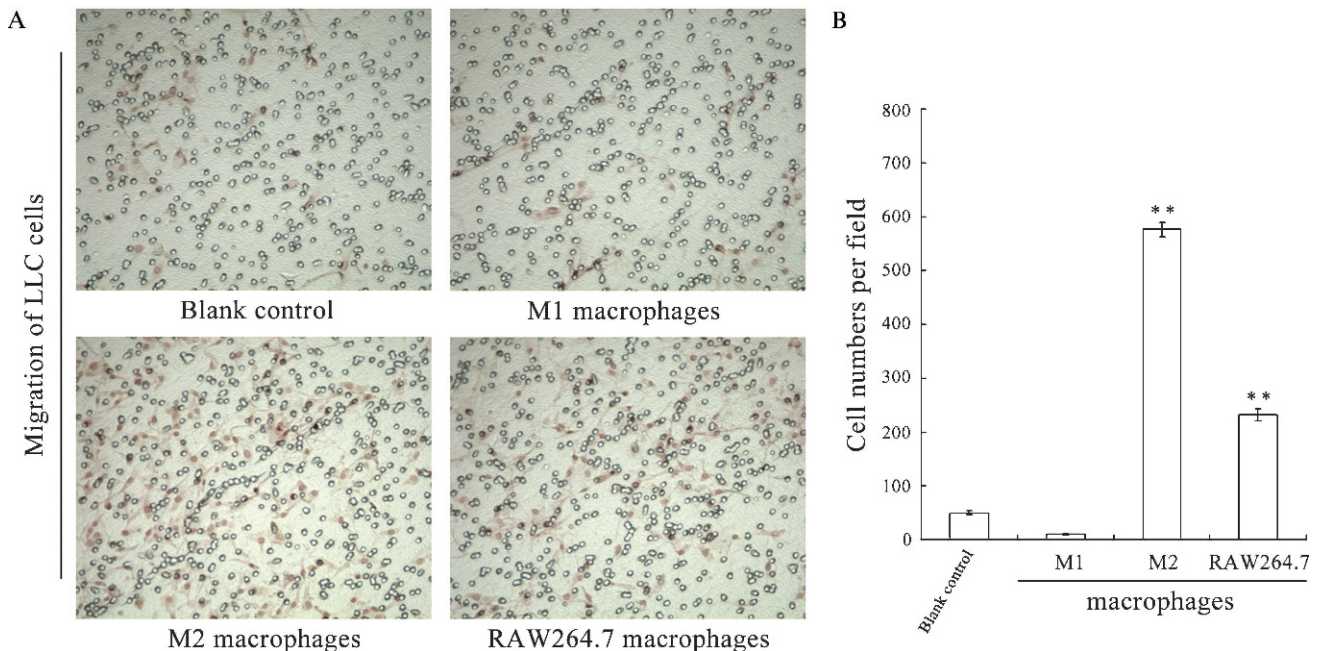 A
Migration of LLC cells
Blank control
M1 macrophages
M2 macrophages
RAW264.7 macrophages
B
Cell numbers per field
800
700
600
500
400
300
200
100
0
**
**
Blank control
M1
M2
RAW264.7
macrophages